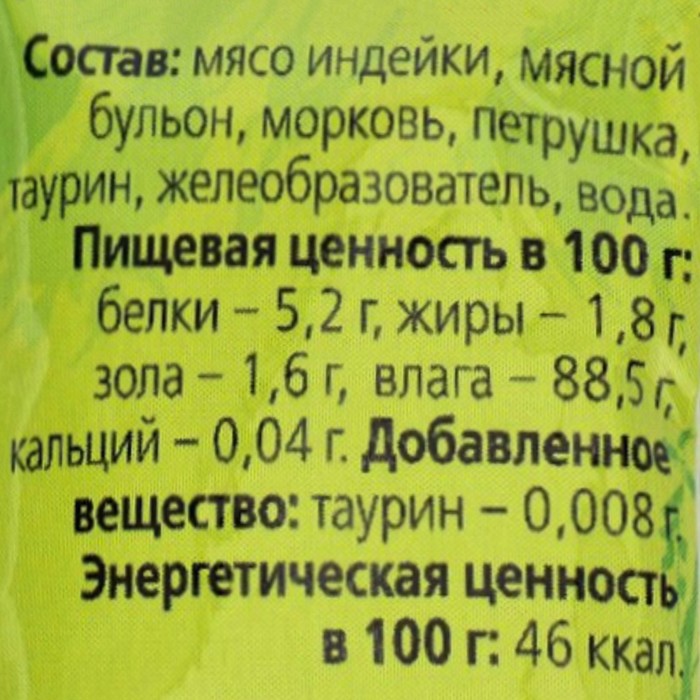 Состав: мясо индейки, мясной
бульон, морковь, петрушка,
таурин, желеобразователь, вода.
Пищевая ценность в 100 г:
белки – 5,2 г, жиры – 1,8 г,
зола – 1,6 г, влага – 88,5 г,
кальций – 0,04 г. Добавленное
вещество: таурин – 0,008 г.
Энергетическая ценность
в 100 г: 46 ккал.